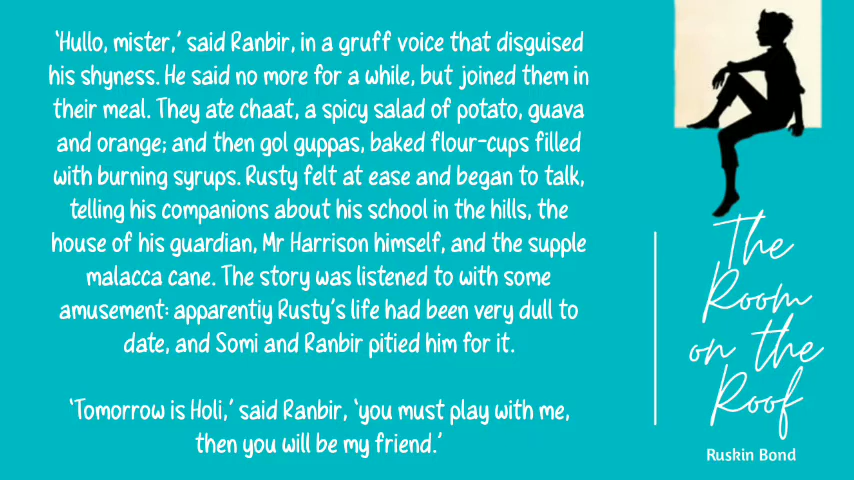 ‘Hullo, mister,’ said Ranbir, in a gruff voice that disguised
his shyness. He said no more for a while, but joined them in
their meal. They ate chaat, a spicy salad of potato, guava
and orange; and then gol guppas, baked flour-cups filled
with burning syrups. Rusty felt at ease and began to talk,
telling his companions about his school in the hills, the
house of his guardian, Mr Harrison himself, and the supple
malacca cane. The story was listened to with some
amusement: apparentiy Rusty’s life had been very dull to
date, and Somi and Ranbir pitied him for it.
‘Tomorrow is Holi,’ said Ranbir, ‘you must play with me,
then you will be my friend.’
The
Room
on the
Roof
Ruskin Bond